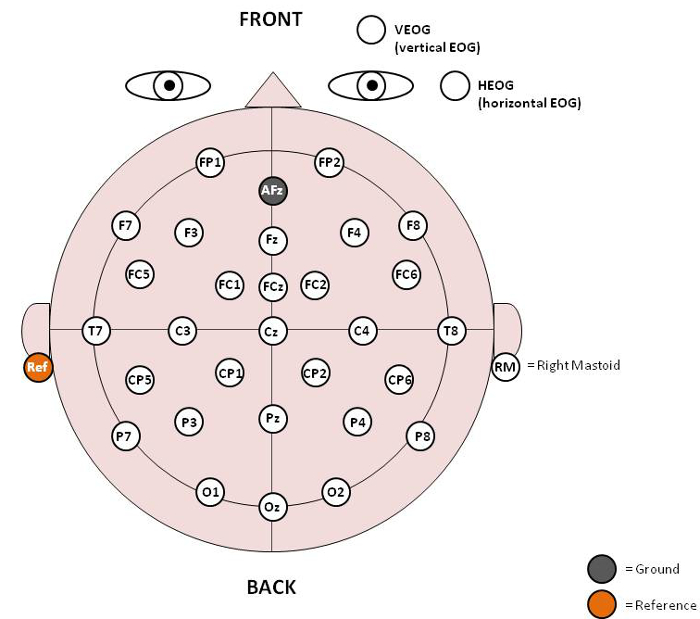 FRONT
VEOG
(vertical EOG)
HEOG
(horizontal EOG)
FP1 FP2
AFz
F7 F3 Fz F4 F8
FC5 FC1 FCz FC2 FC6
T7 C3 Cz C4 T8
Ref RM = Right Mastoid
CP5 CP1 CP2 CP6
P7 P3 Pz P4 P8
O1 Oz O2
BACK
= Ground
= Reference